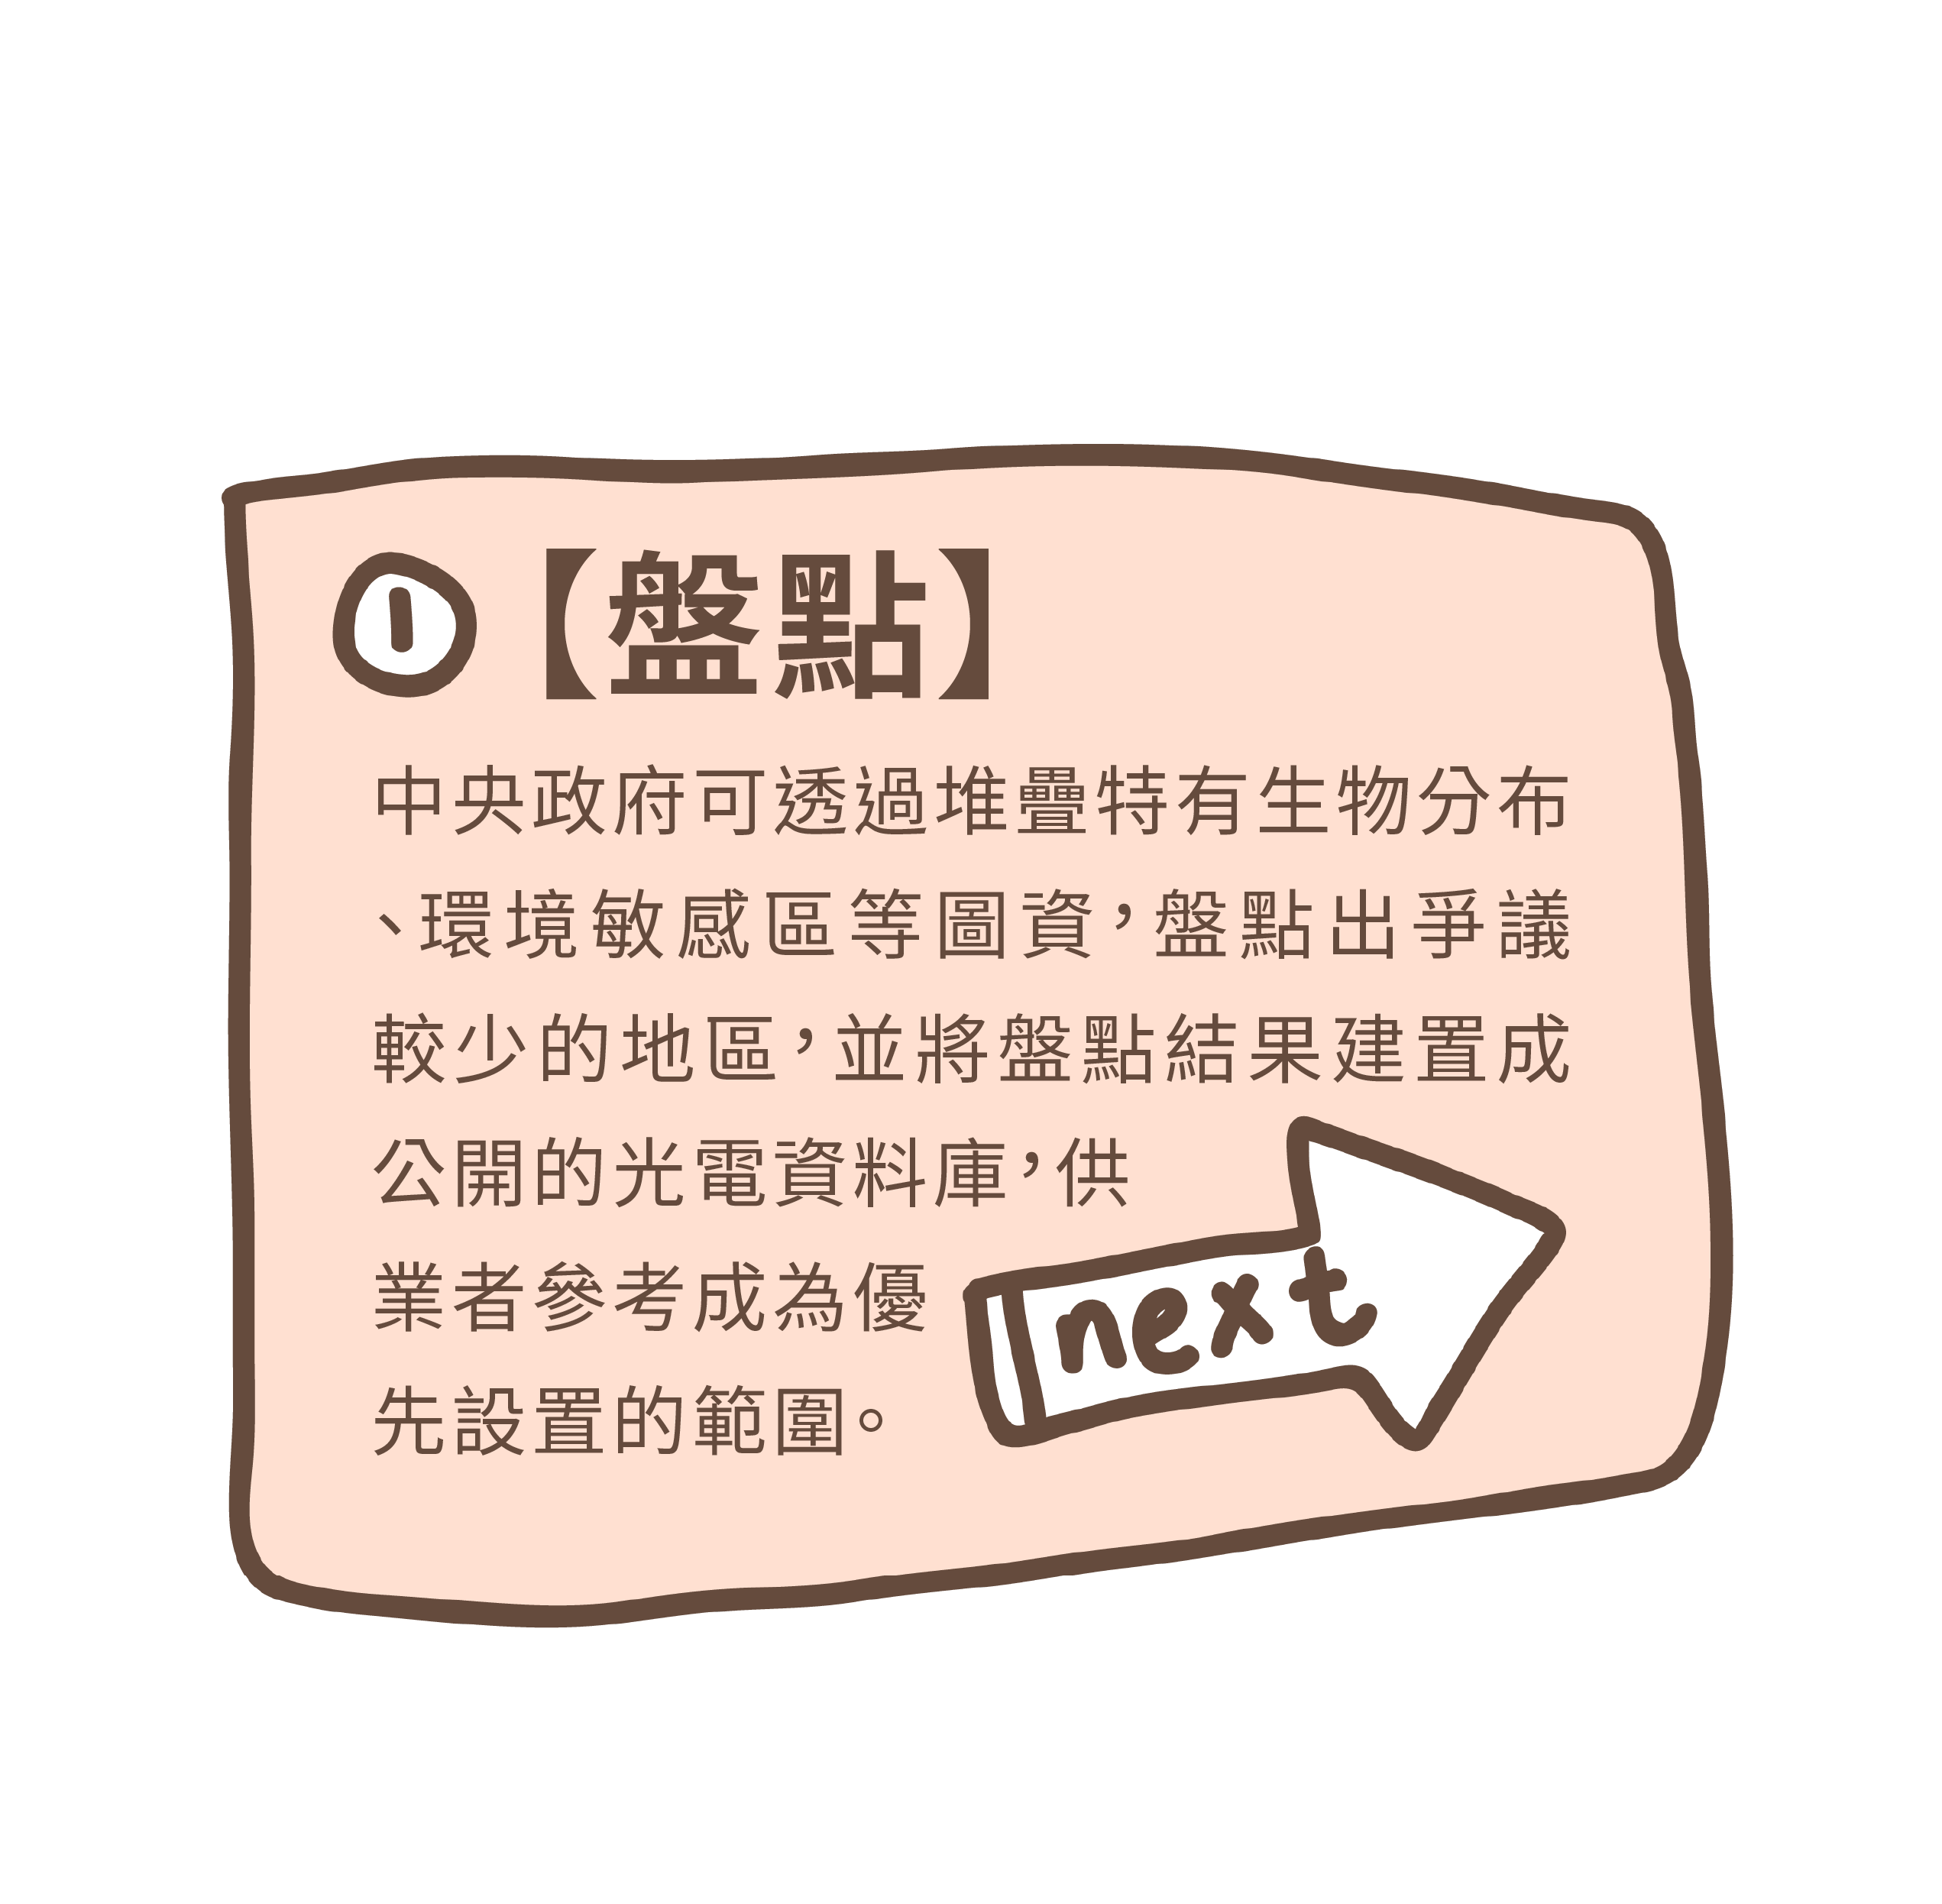 1【盤點】
中央政府可透過堆疊特有生物分布
、環境敏感區等圖資，盤點出爭議
較少的地區，並將盤點結果建置成
公開的光電資料庫，供
業者參考成為優
先設置的範圍。
next